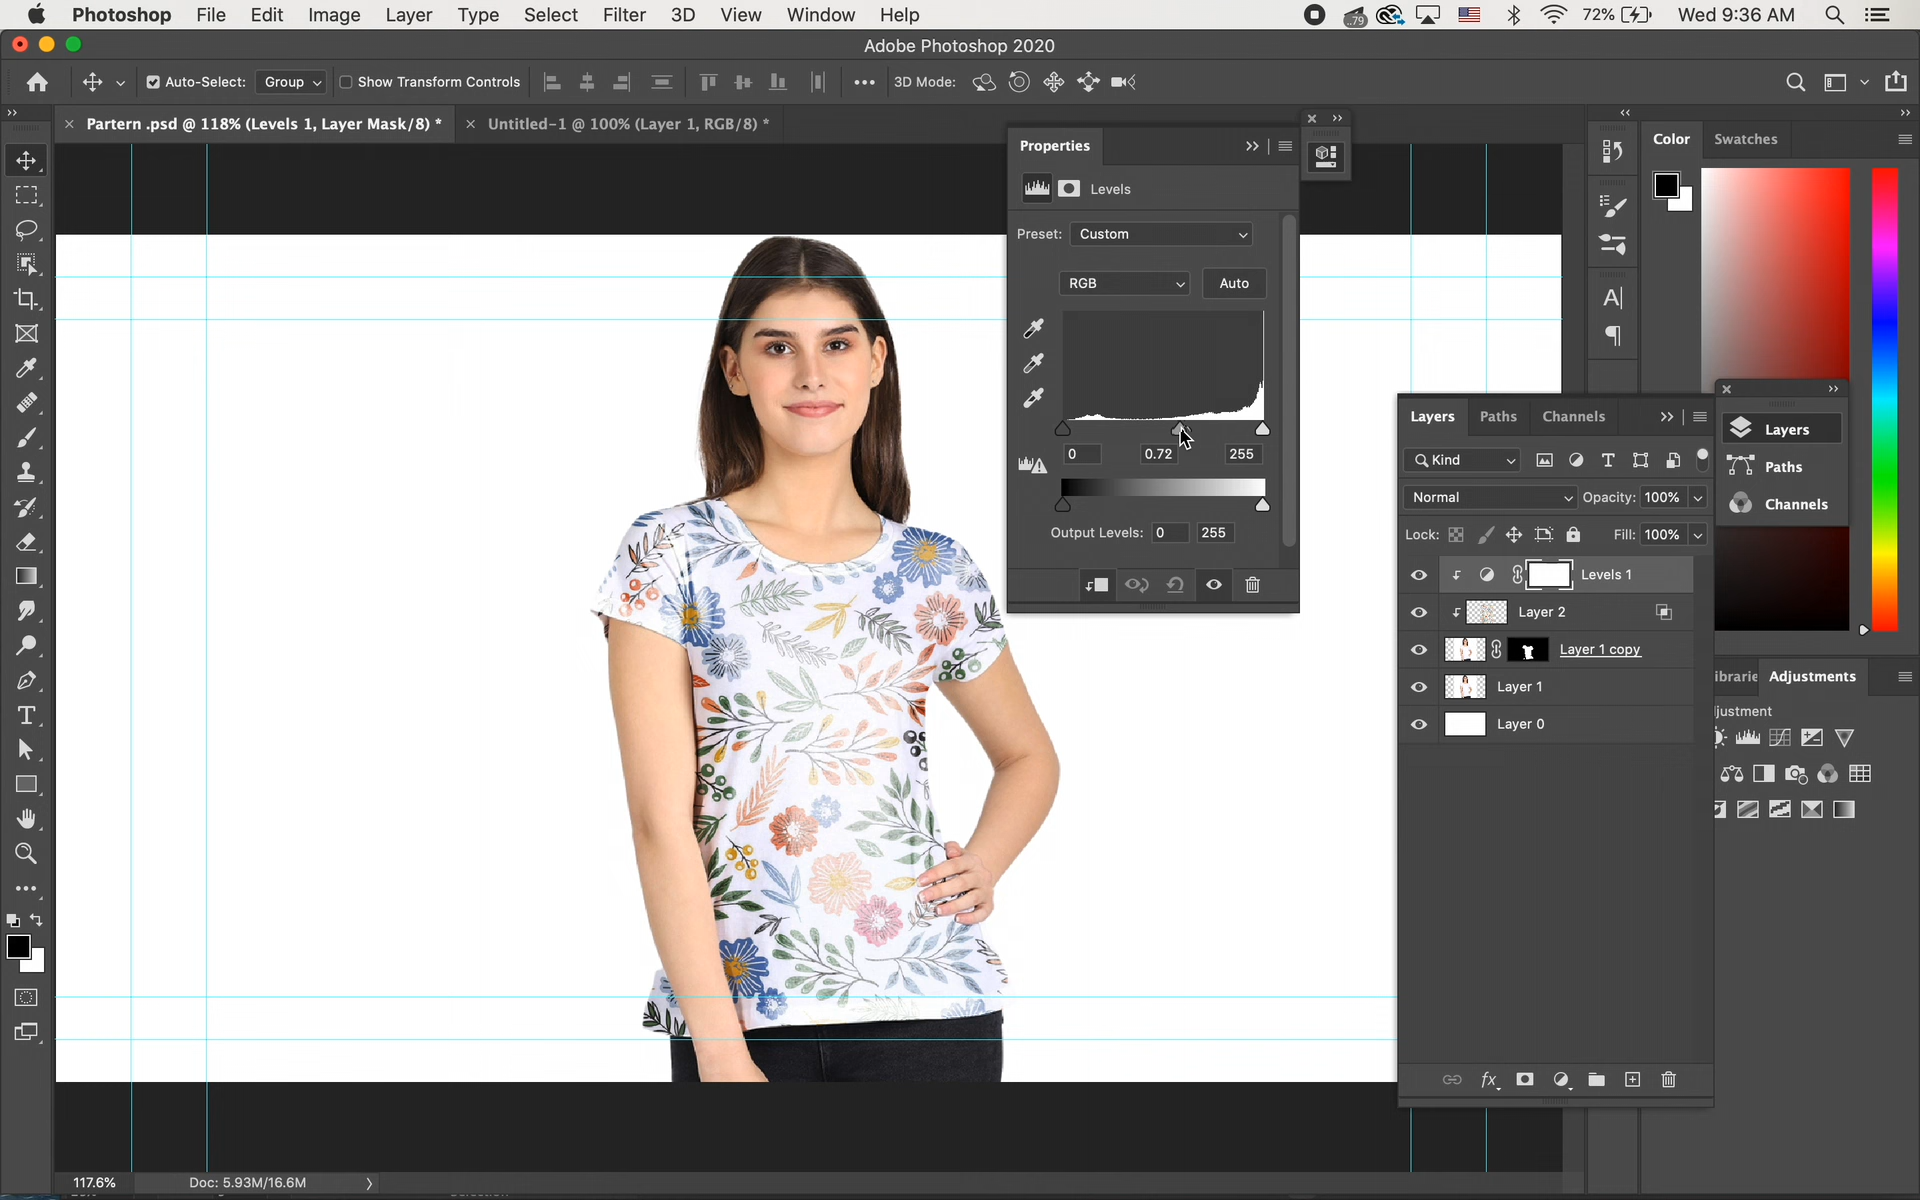 Photoshop File Edit Image Layer Type Select Filter 3D View Window Help ..79 72% Wed 9:36 AM
Adobe Photoshop 2020
Auto-Select: Group Show Transform Controls 3D Mode:
Partern .psd @ 118% (Levels 1, Layer Mask/8) * Untitled-1 @ 100% (Layer 1, RGB/8) *
Properties
Levels
Preset: Custom
RGB Auto
0 0.72 255
Output Levels: 0 255
Color Swatches
Layers Paths Channels
Kind
Normal Opacity: 100%
Lock: Fill: 100%
Levels 1
Layer 2
Layer 1 copy
Layer 1
Layer 0
Layers
Paths
Channels
ibrarie Adjustments
justment
117.6% Doc: 5.93M/16.6M